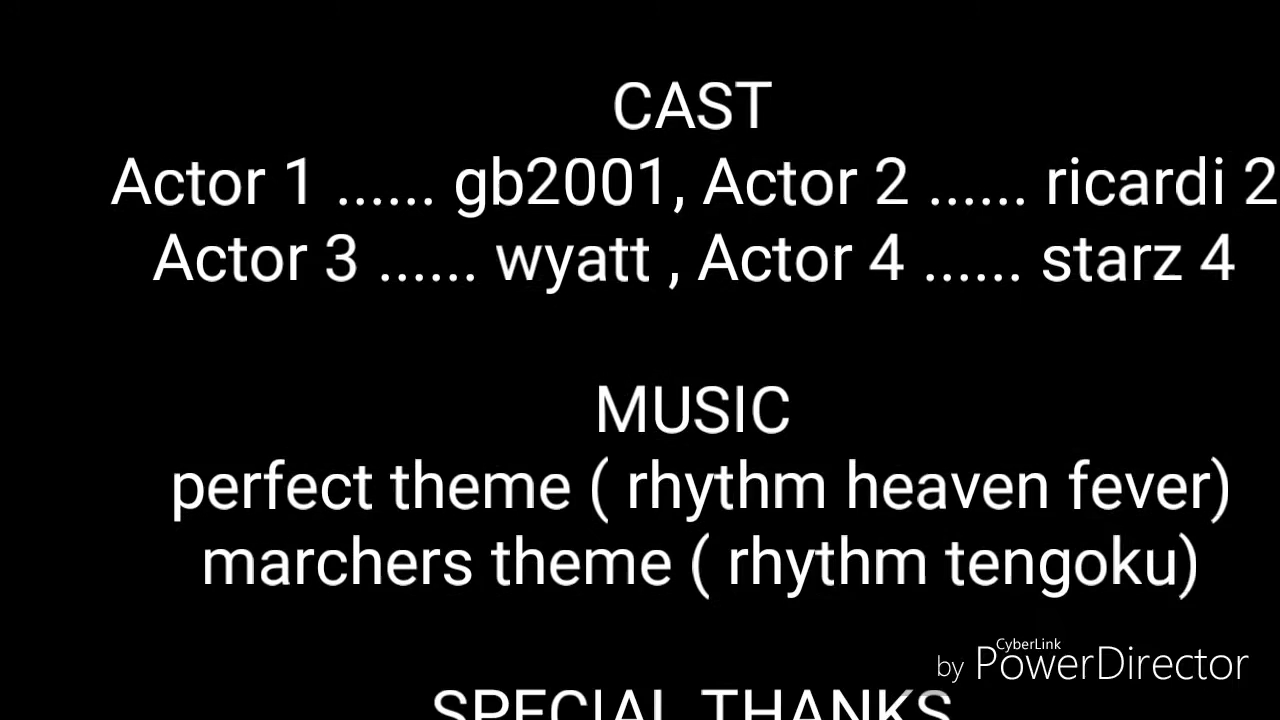 CAST
Actor 1 ...... gb2001, Actor 2 ...... ricardi 2
Actor 3 ...... wyatt , Actor 4 ...... starz 4
MUSIC
perfect theme ( rhythm heaven fever)
marchers theme ( rhythm tengoku)
CyberLink
by PowerDirector
SPECIAL THANKS